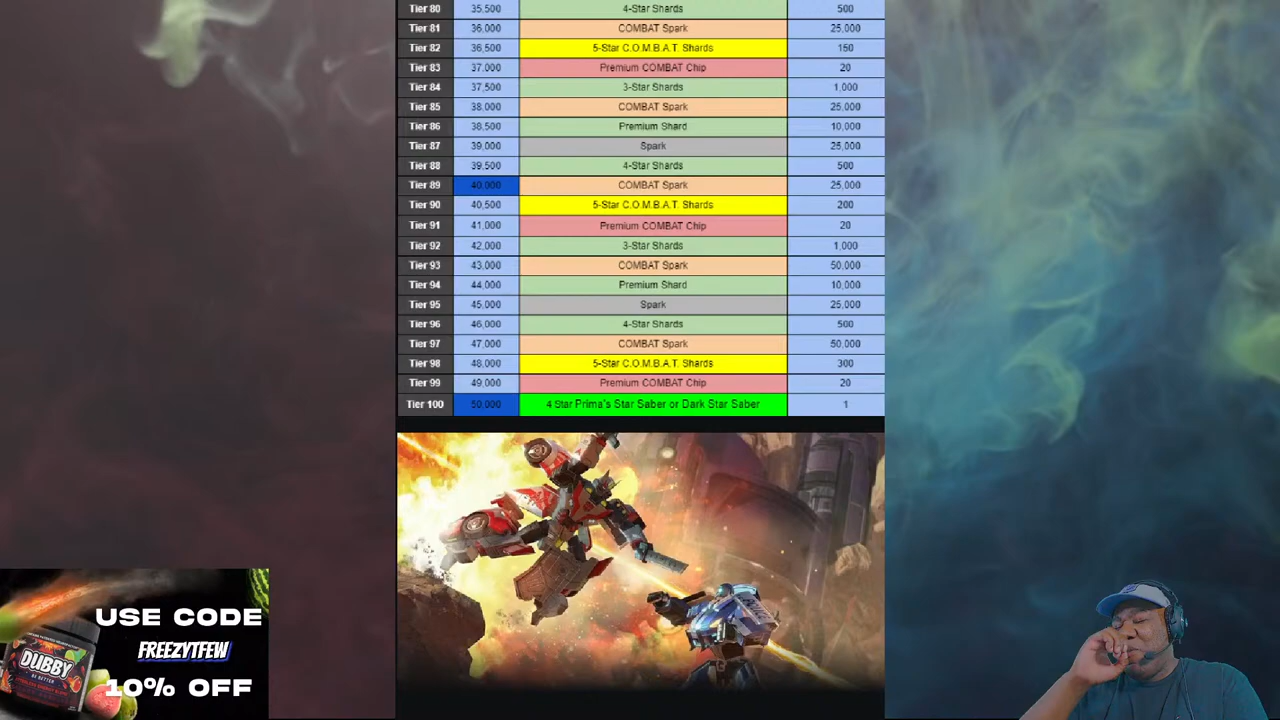 Tier 80 35,500 4-Star Shards 500
Tier 81 36,000 COMBAT Spark 25,000
Tier 82 36,500 5-Star C.O.M.B.A.T. Shards 150
Tier 83 37,000 Premium COMBAT Chip 20
Tier 84 37,500 3-Star Shards 1,000
Tier 85 38,000 COMBAT Spark 25,000
Tier 86 38,500 Premium Shard 10,000
Tier 87 39,000 Spark 25,000
Tier 88 39,500 4-Star Shards 500
Tier 89 40,000 COMBAT Spark 25,000
Tier 90 40,500 5-Star C.O.M.B.A.T. Shards 200
Tier 91 41,000 Premium COMBAT Chip 20
Tier 92 42,000 3-Star Shards 1,000
Tier 93 43,000 COMBAT Spark 50,000
Tier 94 44,000 Premium Shard 10,000
Tier 95 45,000 Spark 25,000
Tier 96 46,000 4-Star Shards 500
Tier 97 47,000 COMBAT Spark 50,000
Tier 98 48,000 5-Star C.O.M.B.A.T. Shards 300
Tier 99 49,000 Premium COMBAT Chip 20
Tier 100 50,000 4 Star Prima's Star Saber or Dark Star Saber 1
USE CODE
FREEZYTFEW
10% OFF
DUBBY
BE BETTER